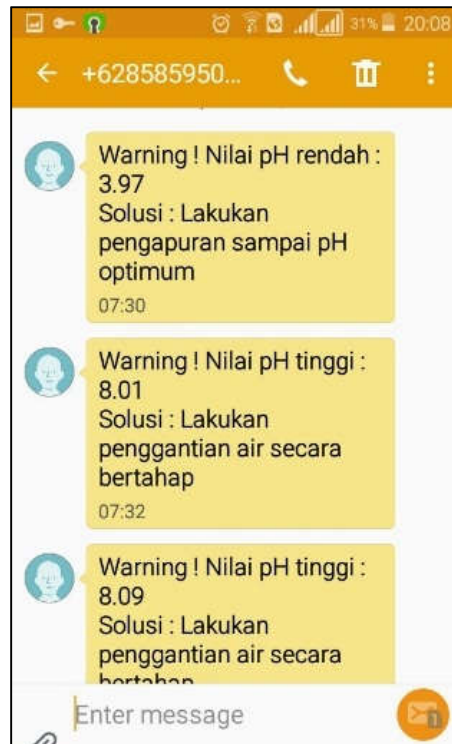 31% 20:08
+628585950...
Warning ! Nilai pH rendah :
3.97
Solusi : Lakukan
pengapuran sampai pH
optimum
07:30
Warning ! Nilai pH tinggi :
8.01
Solusi : Lakukan
penggantian air secara
bertahap
07:32
Warning ! Nilai pH tinggi :
8.09
Solusi : Lakukan
penggantian air secara
bertahap
Enter message
1